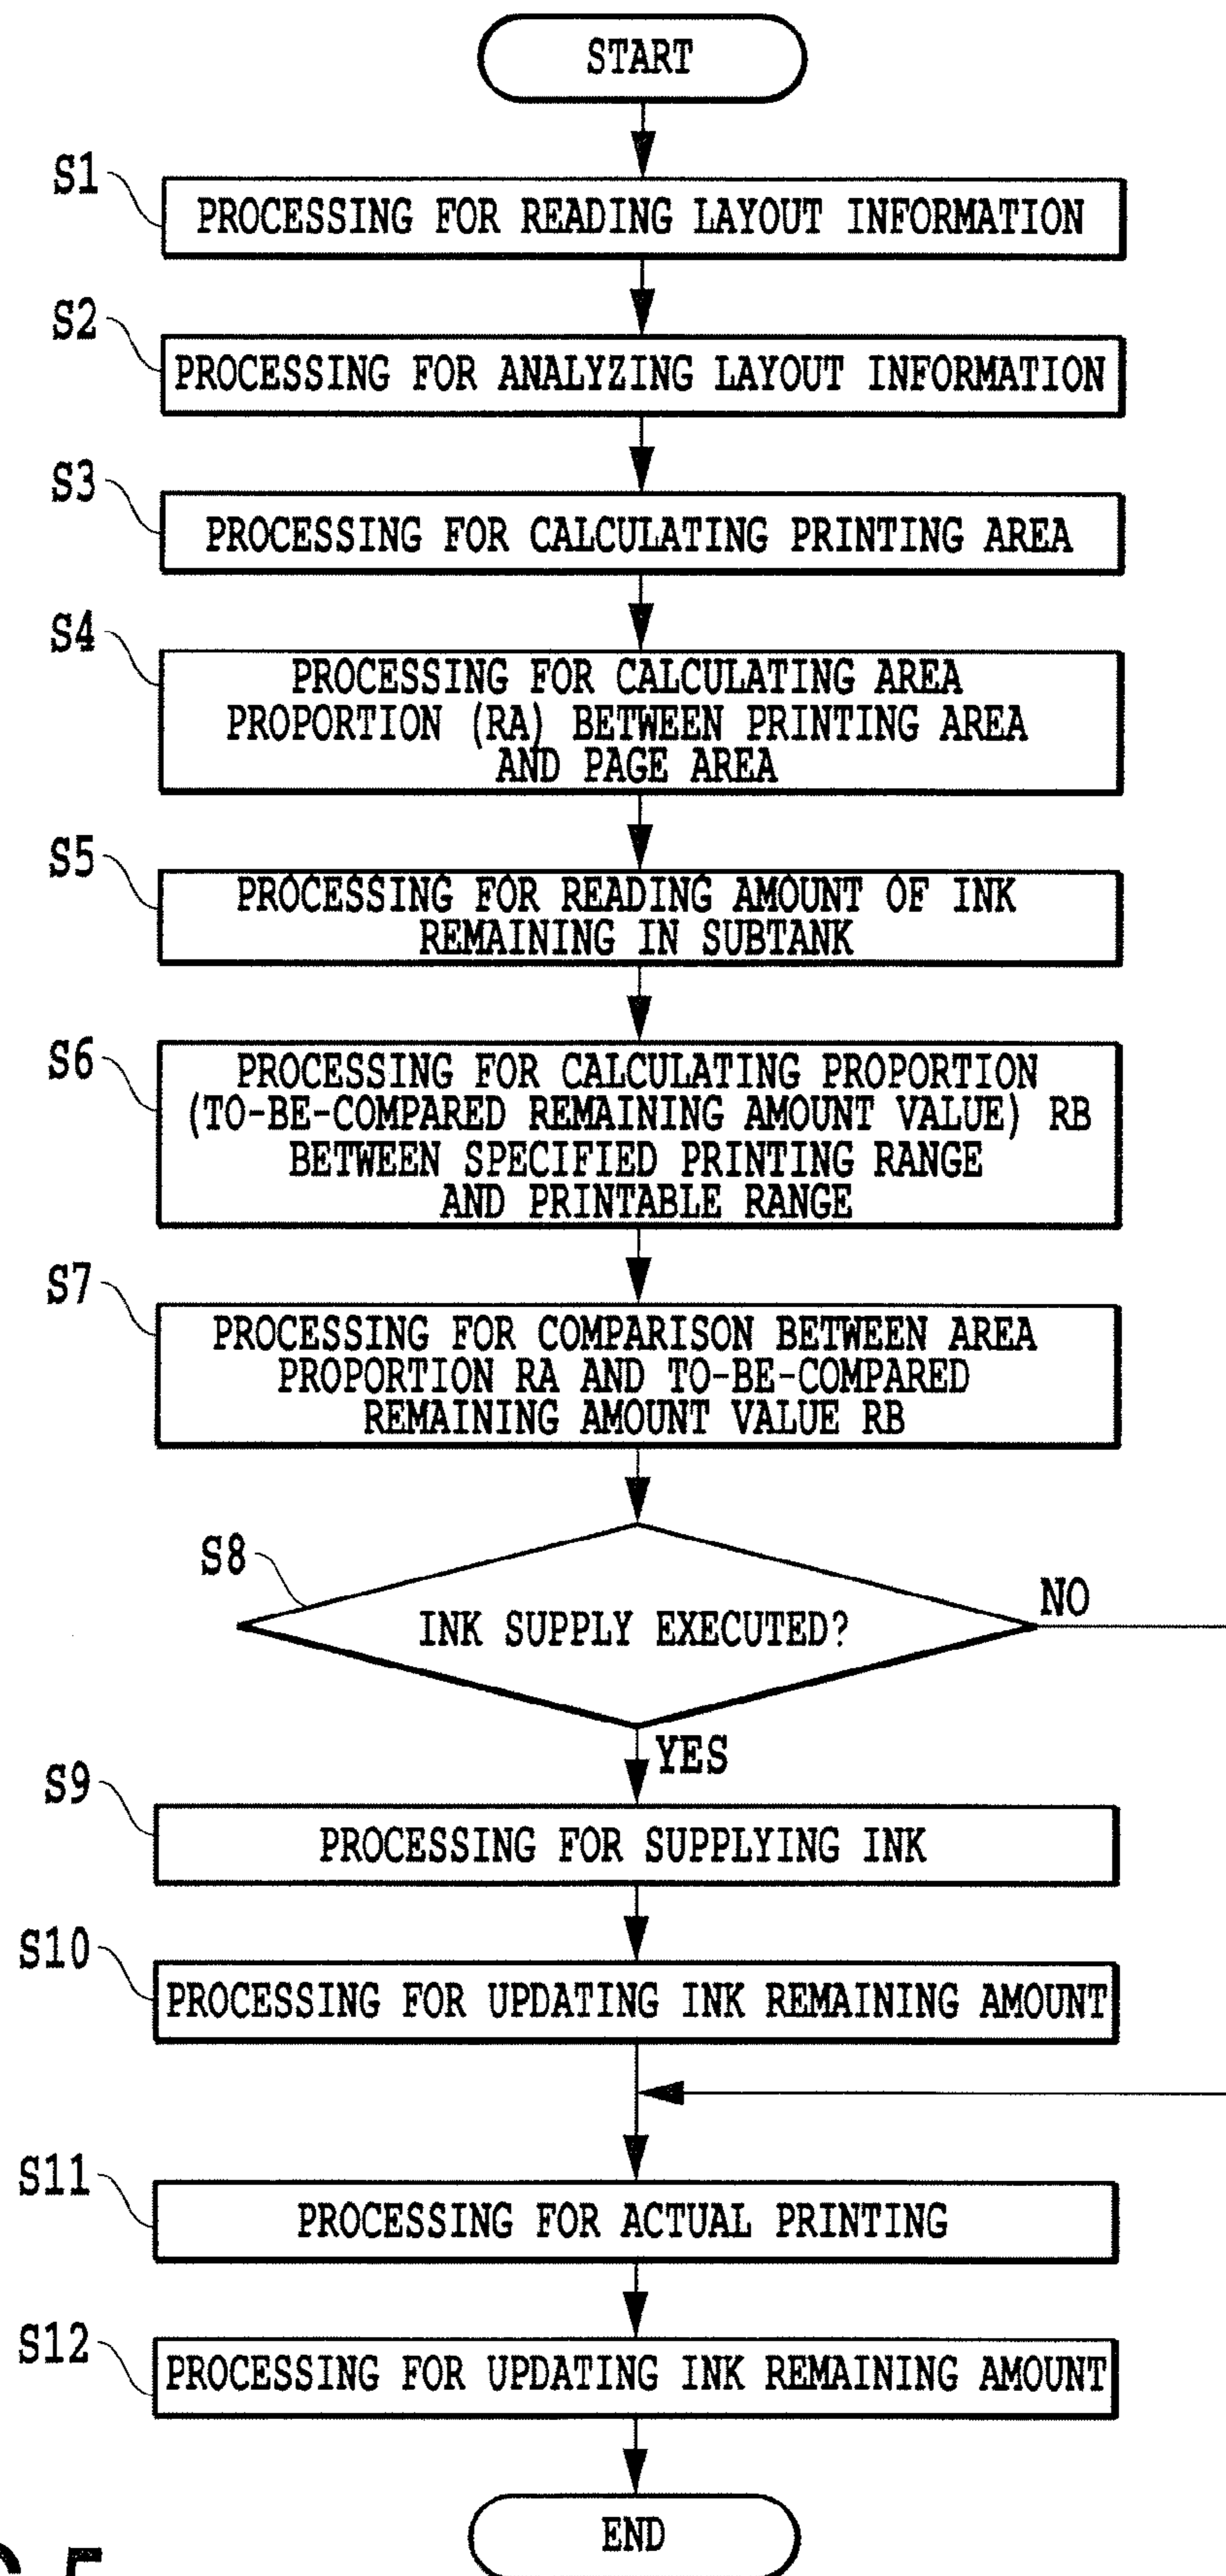 START
S1
PROCESSING FOR READING LAYOUT INFORMATION
S2
PROCESSING FOR ANALYZING LAYOUT INFORMATION
S3
PROCESSING FOR CALCULATING PRINTING AREA
S4
PROCESSING FOR CALCULATING AREA
PROPORTION (RA) BETWEEN PRINTING AREA
AND PAGE AREA
S5
PROCESSING FOR READING AMOUNT OF INK
REMAINING IN SUBTANK
S6
PROCESSING FOR CALCULATING PROPORTION
(TO-BE-COMPARED REMAINING AMOUNT VALUE) RB
BETWEEN SPECIFIED PRINTING RANGE
AND PRINTABLE RANGE
S7
PROCESSING FOR COMPARISON BETWEEN AREA
PROPORTION RA AND TO-BE-COMPARED
REMAINING AMOUNT VALUE RB
S8
INK SUPPLY EXECUTED?
NO
YES
S9
PROCESSING FOR SUPPLYING INK
S10
PROCESSING FOR UPDATING INK REMAINING AMOUNT
S11
PROCESSING FOR ACTUAL PRINTING
S12
PROCESSING FOR UPDATING INK REMAINING AMOUNT
END